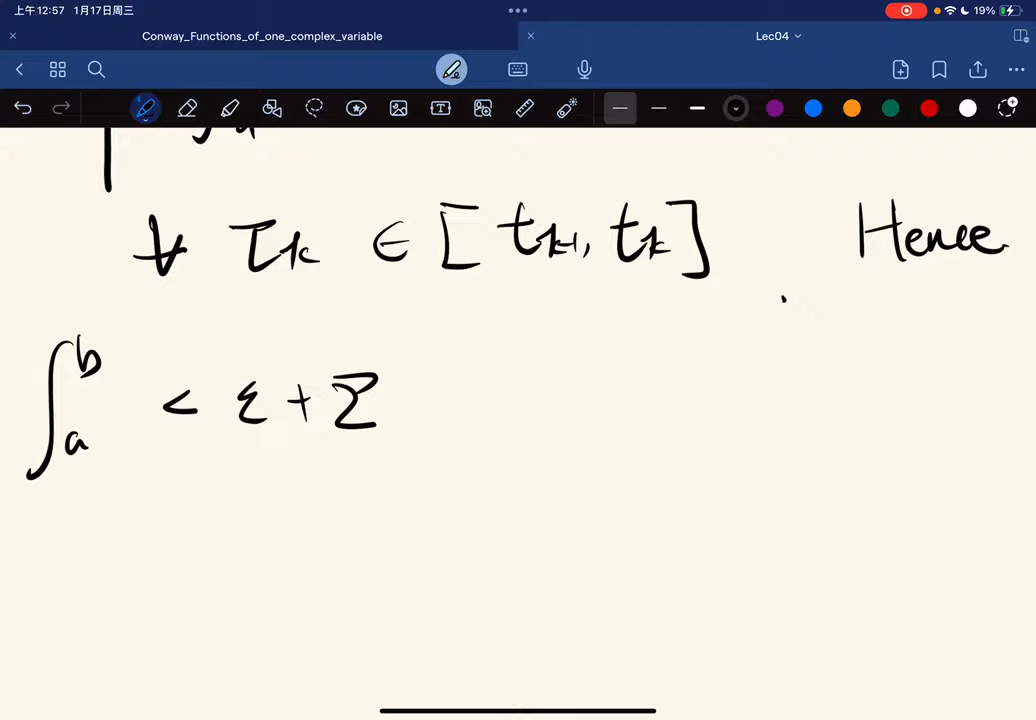 上午12:57 1月17日周三
19%
Conway_Functions_of_one_complex_variable
Lec04
∀ τk ∈ [tk-1, tk] Hence
∫ₐᵇ < ε + Σ